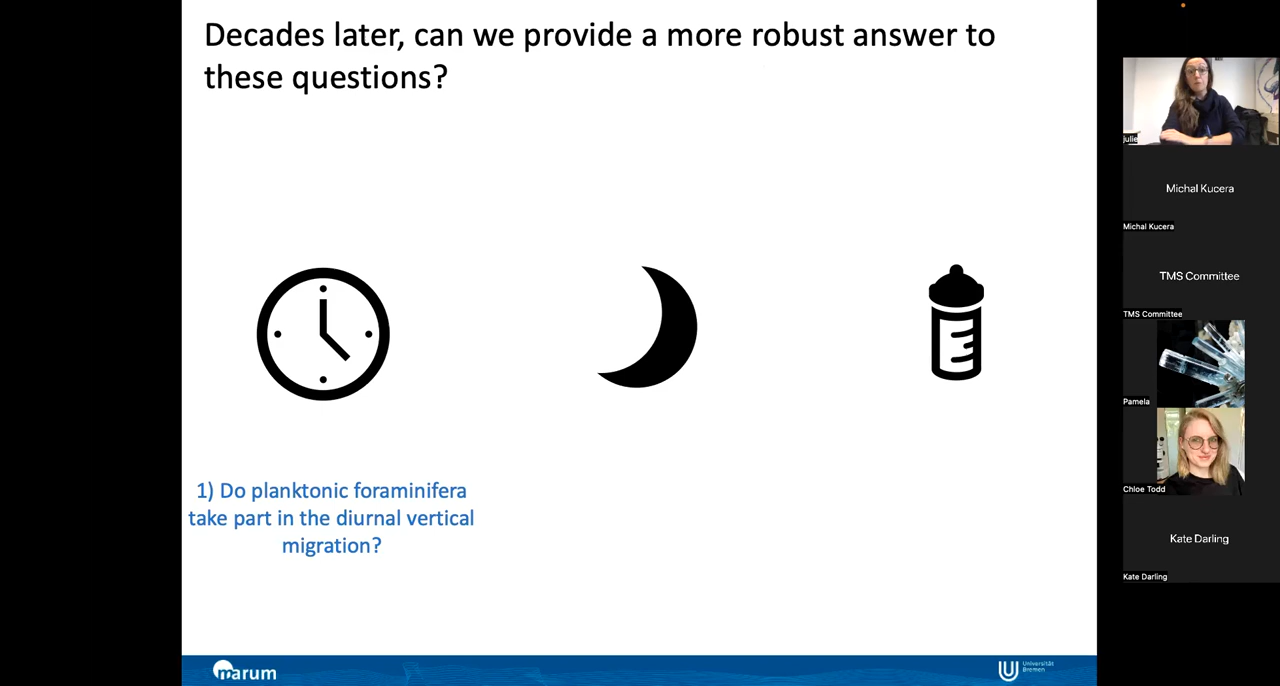 Decades later, can we provide a more robust answer to
these questions?
1) Do planktonic foraminifera
take part in the diurnal vertical
migration?
marum
Universität
Bremen
julie
Michal Kucera
Michal Kucera
TMS Committee
TMS Committee
Pamela
Chloe Todd
Kate Darling
Kate Darling